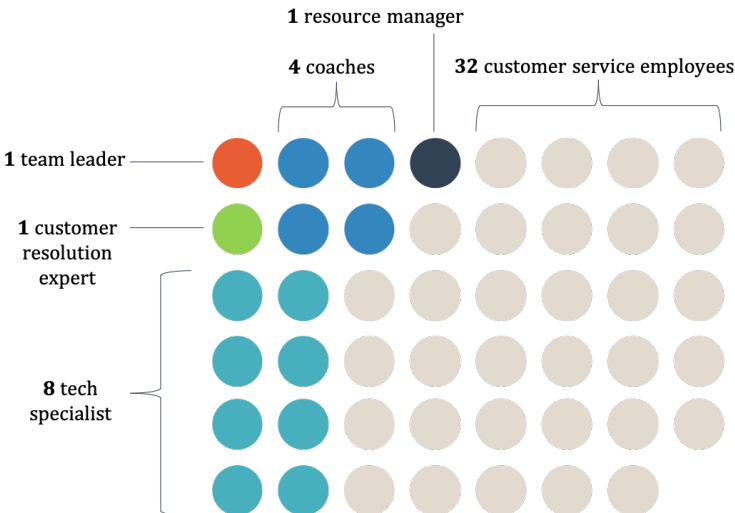 1 resource manager
4 coaches
32 customer service employees
1 team leader
1 customer
resolution
expert
8 tech
specialist